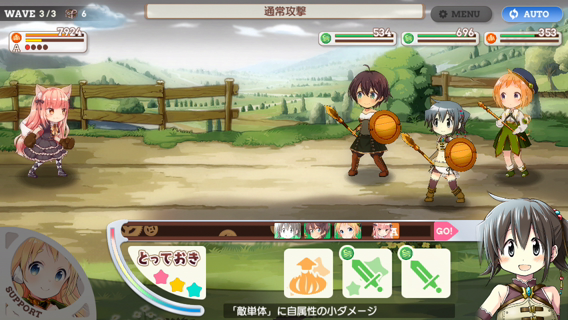 WAVE 3/3
6
通常攻撃
MENU
AUTO
7924
A
534
696
353
A
GO!
とっておき
SUPPORT
「敵単体」に自属性の小ダメージ